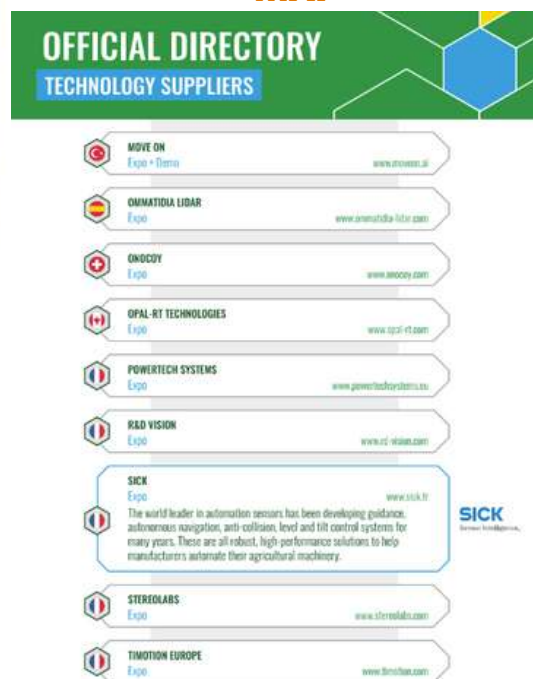 OFFICIAL DIRECTORY
TECHNOLOGY SUPPLIERS
MOVE ON
Expo + Demo
www.moveon.ai
OMMATIDIA LIDAR
Expo
www.ommatidia-lidar.com
ONOCOY
Expo
www.onocoy.com
OPAL-RT TECHNOLOGIES
Expo
www.opal-rt.com
POWERTECH SYSTEMS
Expo
www.powertechsystems.eu
R&D VISION
Expo
www.rd-vision.com
SICK
Expo
www.sick.fr
The world leader in automation sensors has been developing guidance,
autonomous navigation, anti-collision, level and tilt control systems for
many years. These are all robust, high-performance solutions to help
manufacturers automate their agricultural machinery.
SICK
Sensor Intelligence.
STEREOLABS
Expo
www.stereolabs.com
TIMOTION EUROPE
Expo
www.timotion.com